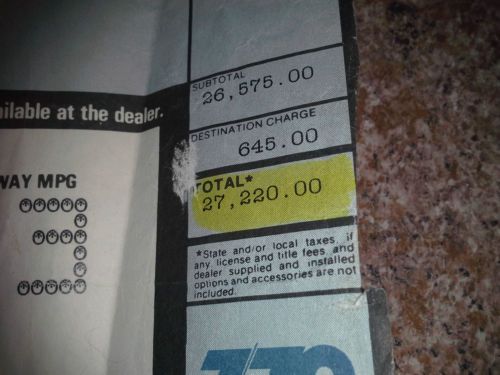 SUBTOTAL
26,575.00
ilable at the dealer.
DESTINATION CHARGE
645.00
WAY MPG
TOTAL*
27,220.00
*State and/or local taxes, if
any license and title fees and
dealer supplied and installed
options and accessories are not
included.